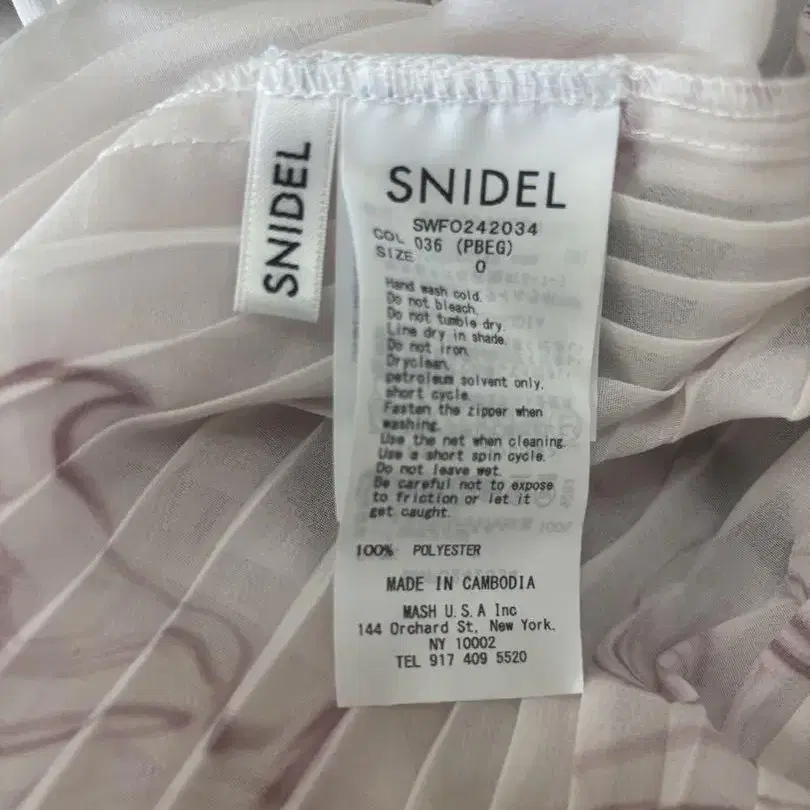 SNIDEL
SNIDEL
SWFO242034
COL 036 (PBEG)
SIZE 0
Hand wash cold.
Do not bleach.
Do not tumble dry.
Line dry in shade.
Do not iron.
Dryclean,
petroleum solvent only,
short cycle.
Fasten the zipper when
washing.
Use the net when cleaning.
Use a short spin cycle.
Do not leave wet.
Be careful not to expose
to friction or let it
get caught.
100% POLYESTER
MADE IN CAMBODIA
MASH U.S.A Inc
144 Orchard St, New York,
NY 10002
TEL 917 409 5520